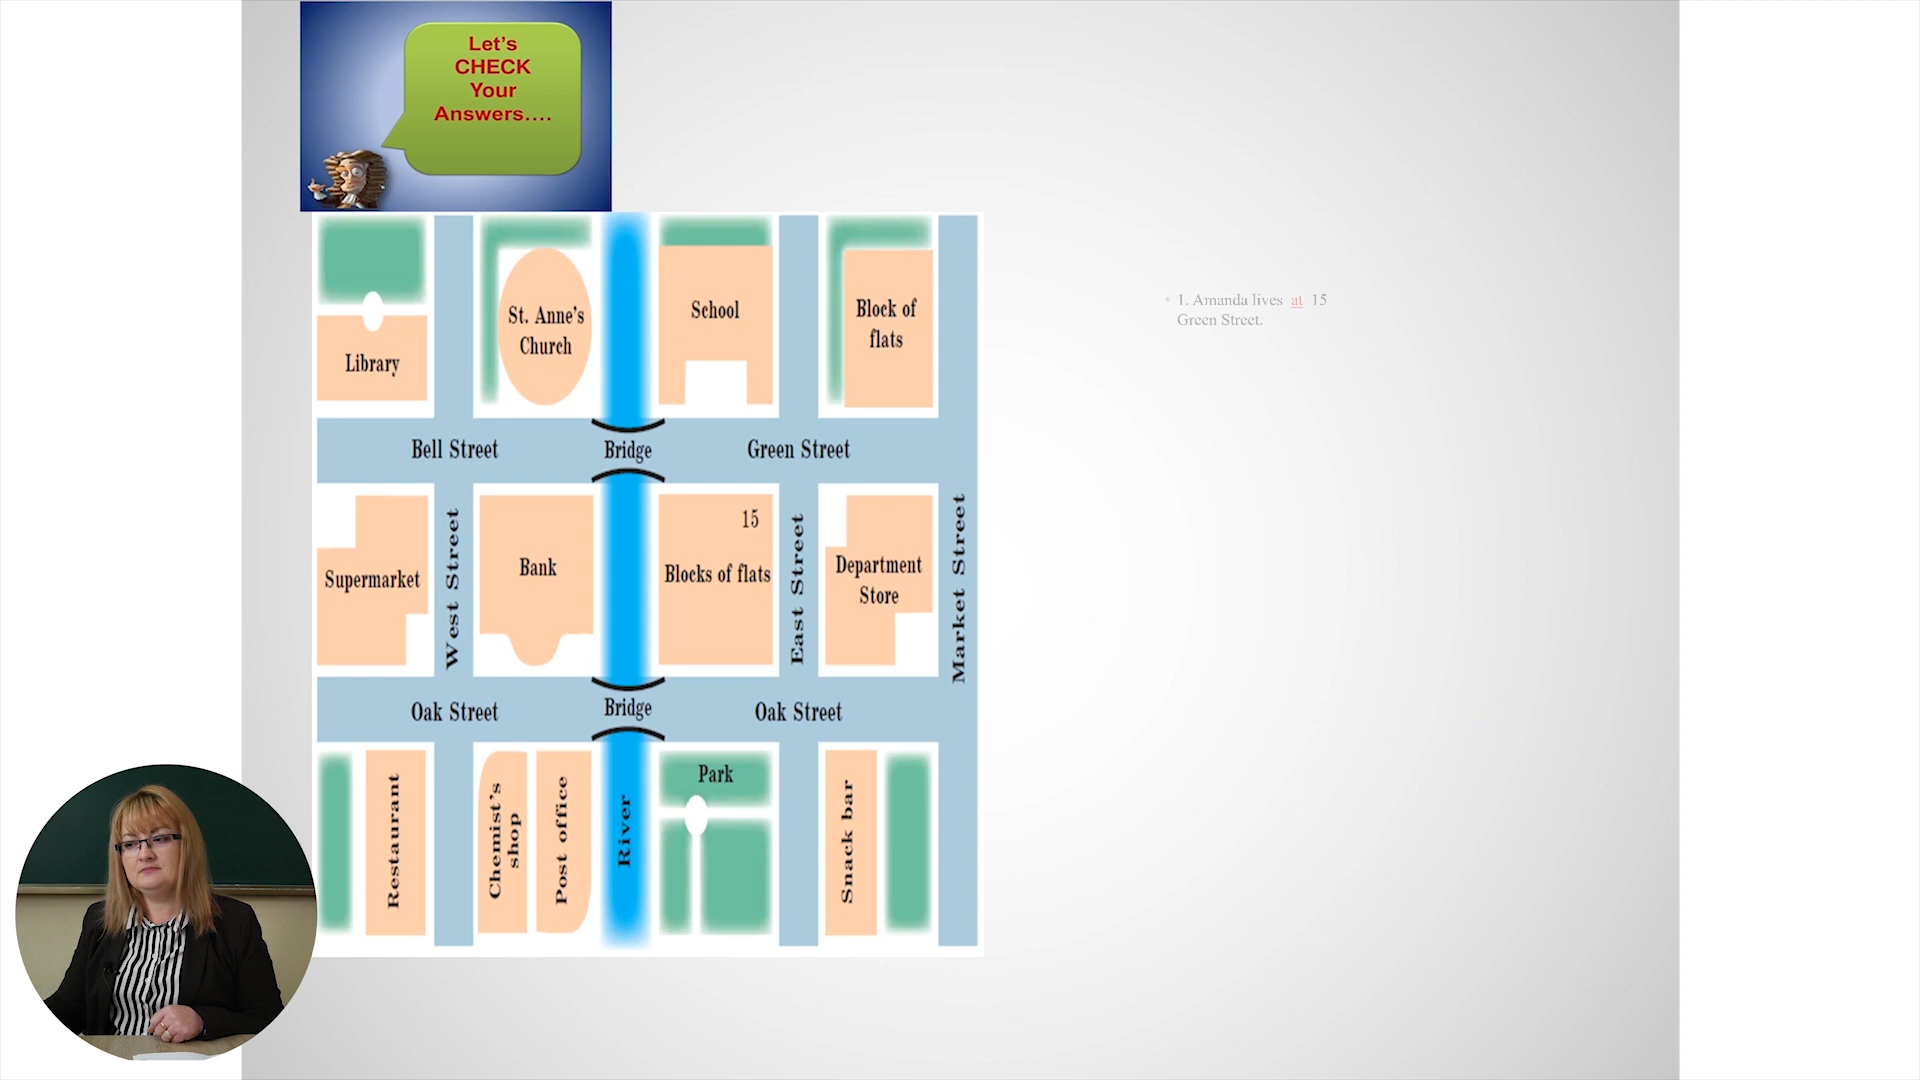 Let's
CHECK
Your
Answers....
• 1. Amanda lives at 15
Green Street.
Library
St. Anne's
Church
School
Block of
flats
Bell Street
Bridge
Green Street
Supermarket
West Street
Bank
15
Blocks of flats
East Street
Department
Store
Market Street
Oak Street
Bridge
Oak Street
Restaurant
Chemist's
shop
Post office
River
Park
Snack bar